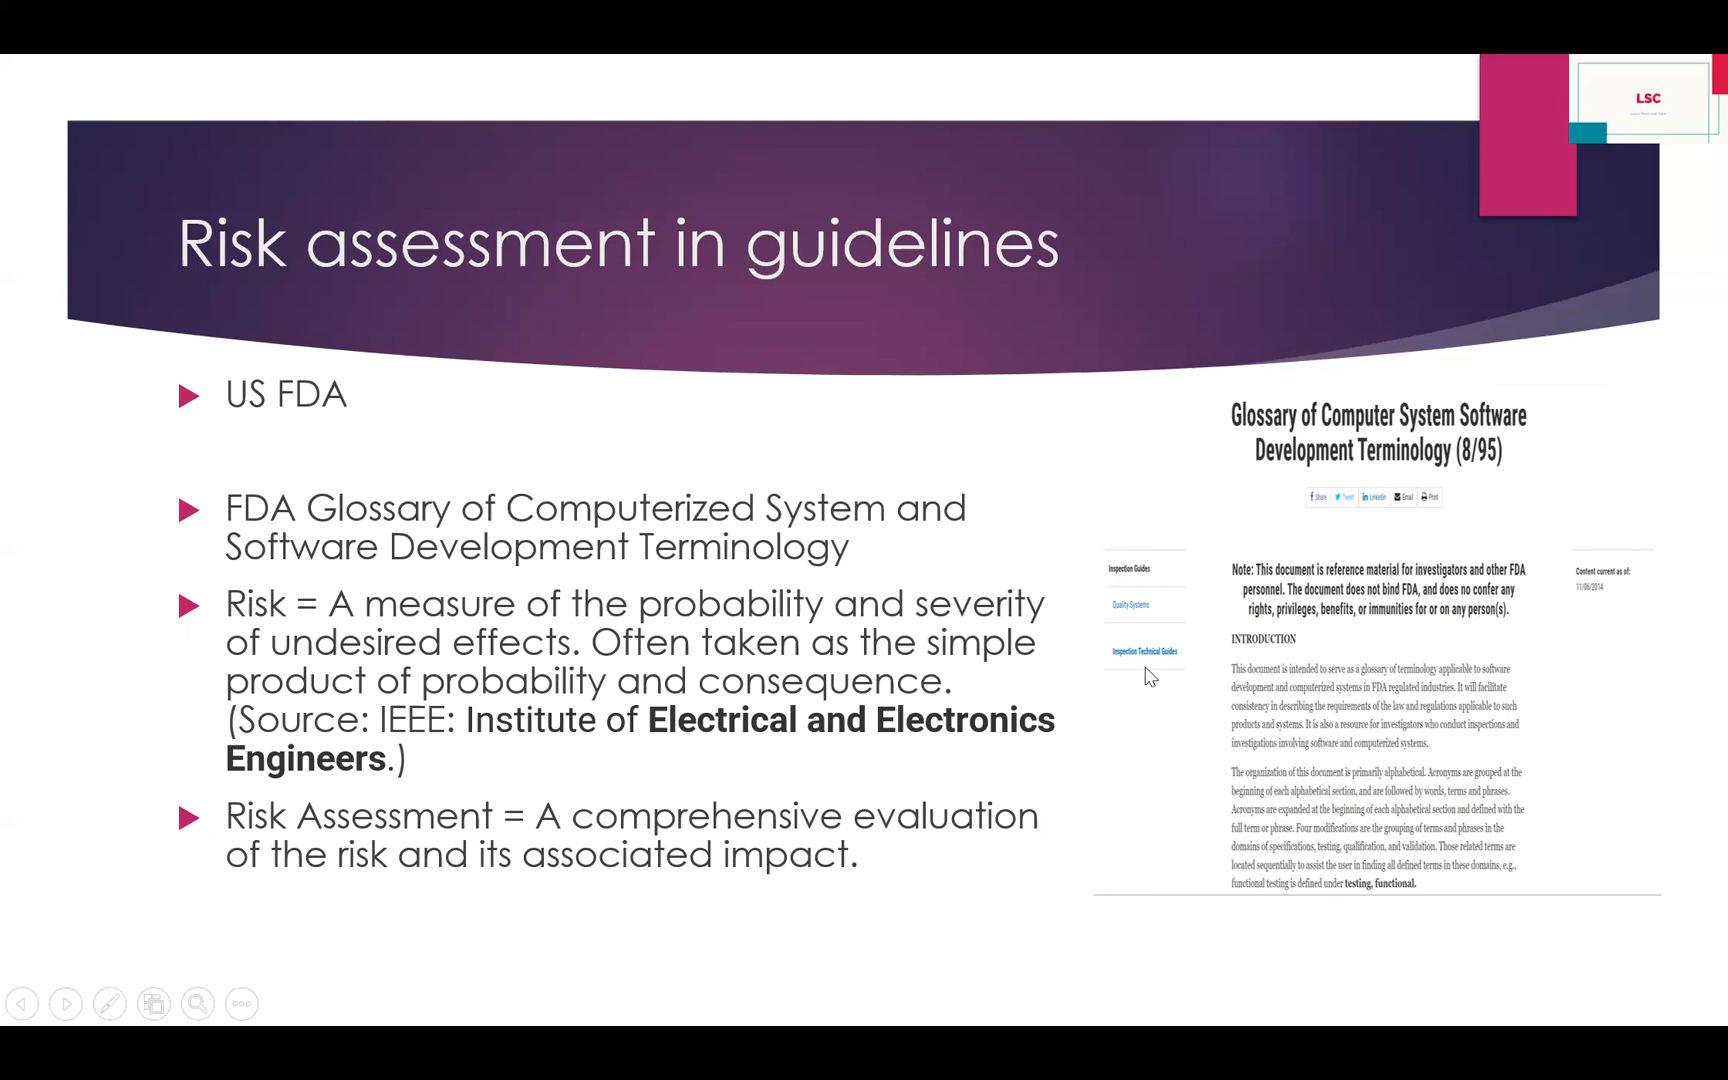 LSC
Risk assessment in guidelines
US FDA
FDA Glossary of Computerized System and
Software Development Terminology
Risk = A measure of the probability and severity
of undesired effects. Often taken as the simple
product of probability and consequence.
(Source: IEEE: Institute of Electrical and Electronics
Engineers.)
Risk Assessment = A comprehensive evaluation
of the risk and its associated impact.
Glossary of Computer System Software
Development Terminology (8/95)
Share Tweet Linkedin Email Print
Inspection Guides
Quality Systems
Inspection Technical Guides
Note: This document is reference material for investigators and other FDA
personnel. The document does not bind FDA, and does no confer any
rights, privileges, benefits, or immunities for or on any person(s).
INTRODUCTION
This document is intended to serve as a glossary of terminology applicable to software
development and computerized systems in FDA regulated industries. It will facilitate
consistency in describing the requirements of the law and regulations applicable to such
products and systems. It is also a resource for investigators who conduct inspections and
investigations involving software and computerized systems.
The organization of this document is primarily alphabetical. Acronyms are grouped at the
beginning of each alphabetical section, and are followed by words, terms and phrases.
Acronyms are expanded at the beginning of each alphabetical section and defined with the
full term or phrase. Four modifications are the grouping of terms and phrases in the
domains of specifications, testing, qualification, and validation. Those related terms are
located sequentially to assist the user in finding all defined terms in these domains, e.g.,
functional testing is defined under testing, functional.
Content current as of:
11/06/2014